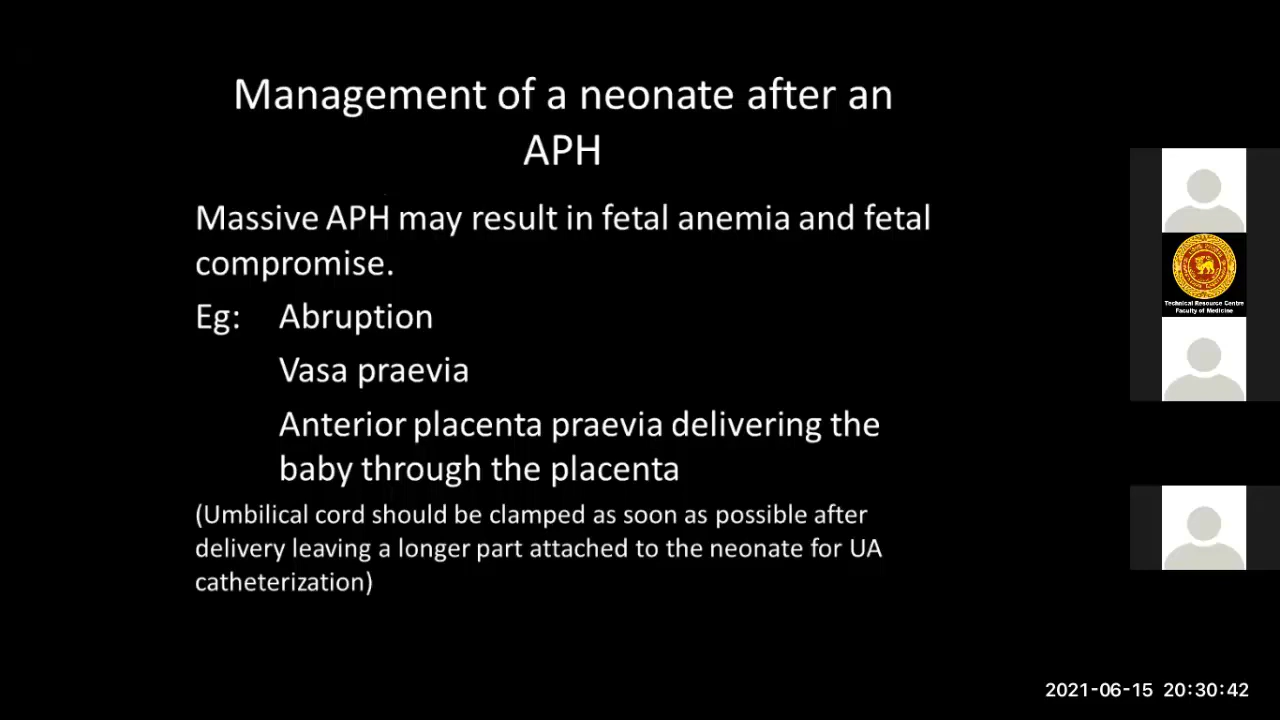 Management of a neonate after an
APH
Massive APH may result in fetal anemia and fetal
compromise.
Eg: Abruption
Vasa praevia
Anterior placenta praevia delivering the
baby through the placenta
(Umbilical cord should be clamped as soon as possible after
delivery leaving a longer part attached to the neonate for UA
catheterization)
Technical Resource Centre
Faculty of Medicine
2021-06-15 20:30:42